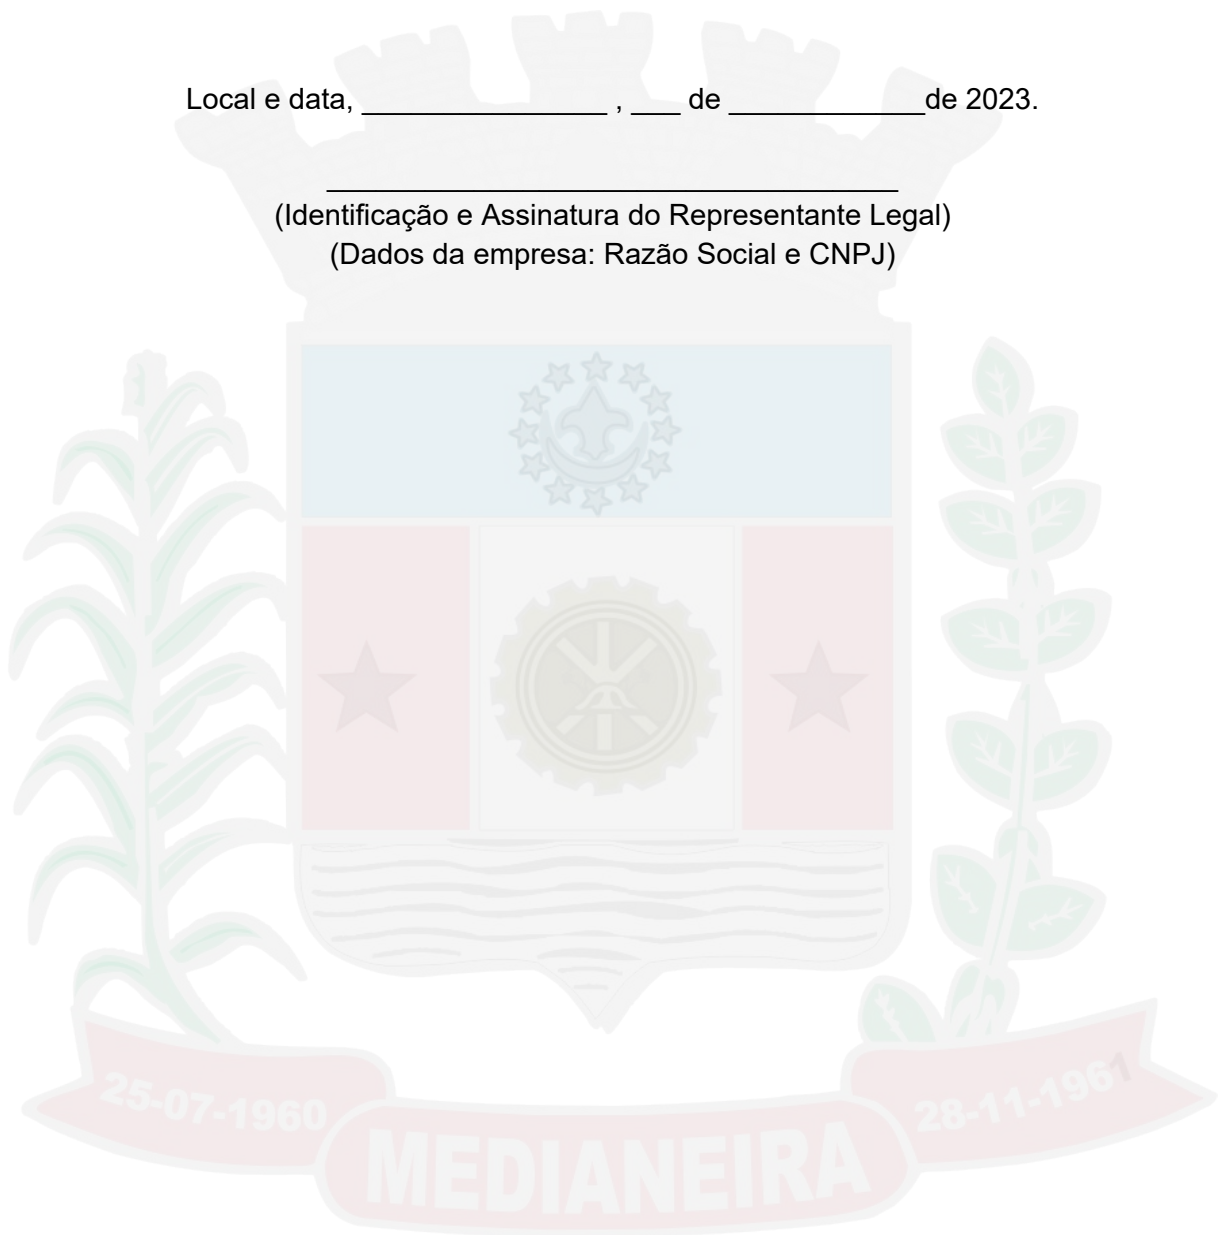 Local e data, _______________ , ___ de ____________de 2023.
___________________________________
(Identificação e Assinatura do Representante Legal)
(Dados da empresa: Razão Social e CNPJ)
25-07-1960
28-11-1961
MEDIANEIRA